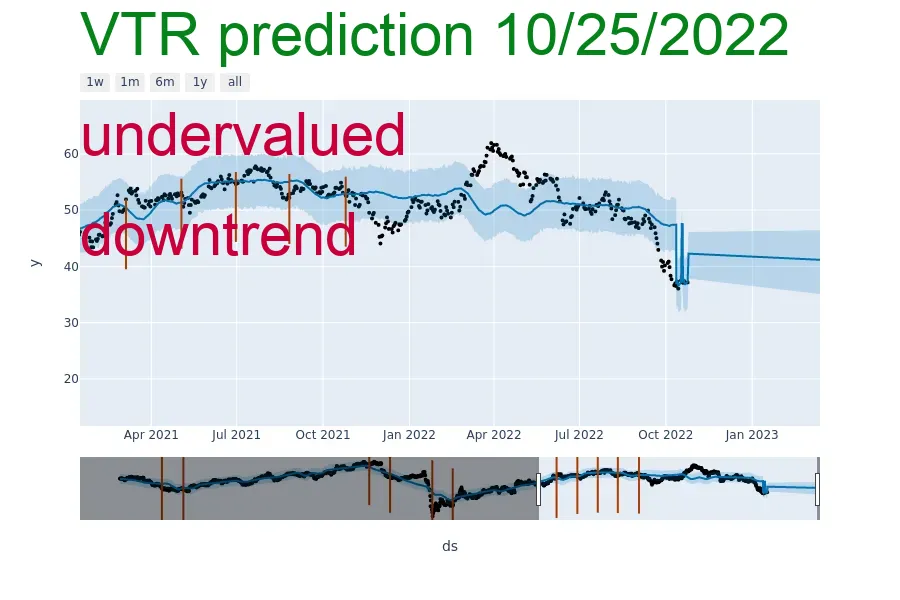 VTR prediction 10/25/2022
1w 1m 6m 1y all
undervalued
60
50
downtrend
y
40
30
20
Apr 2021 Jul 2021 Oct 2021 Jan 2022 Apr 2022 Jul 2022 Oct 2022 Jan 2023
ds